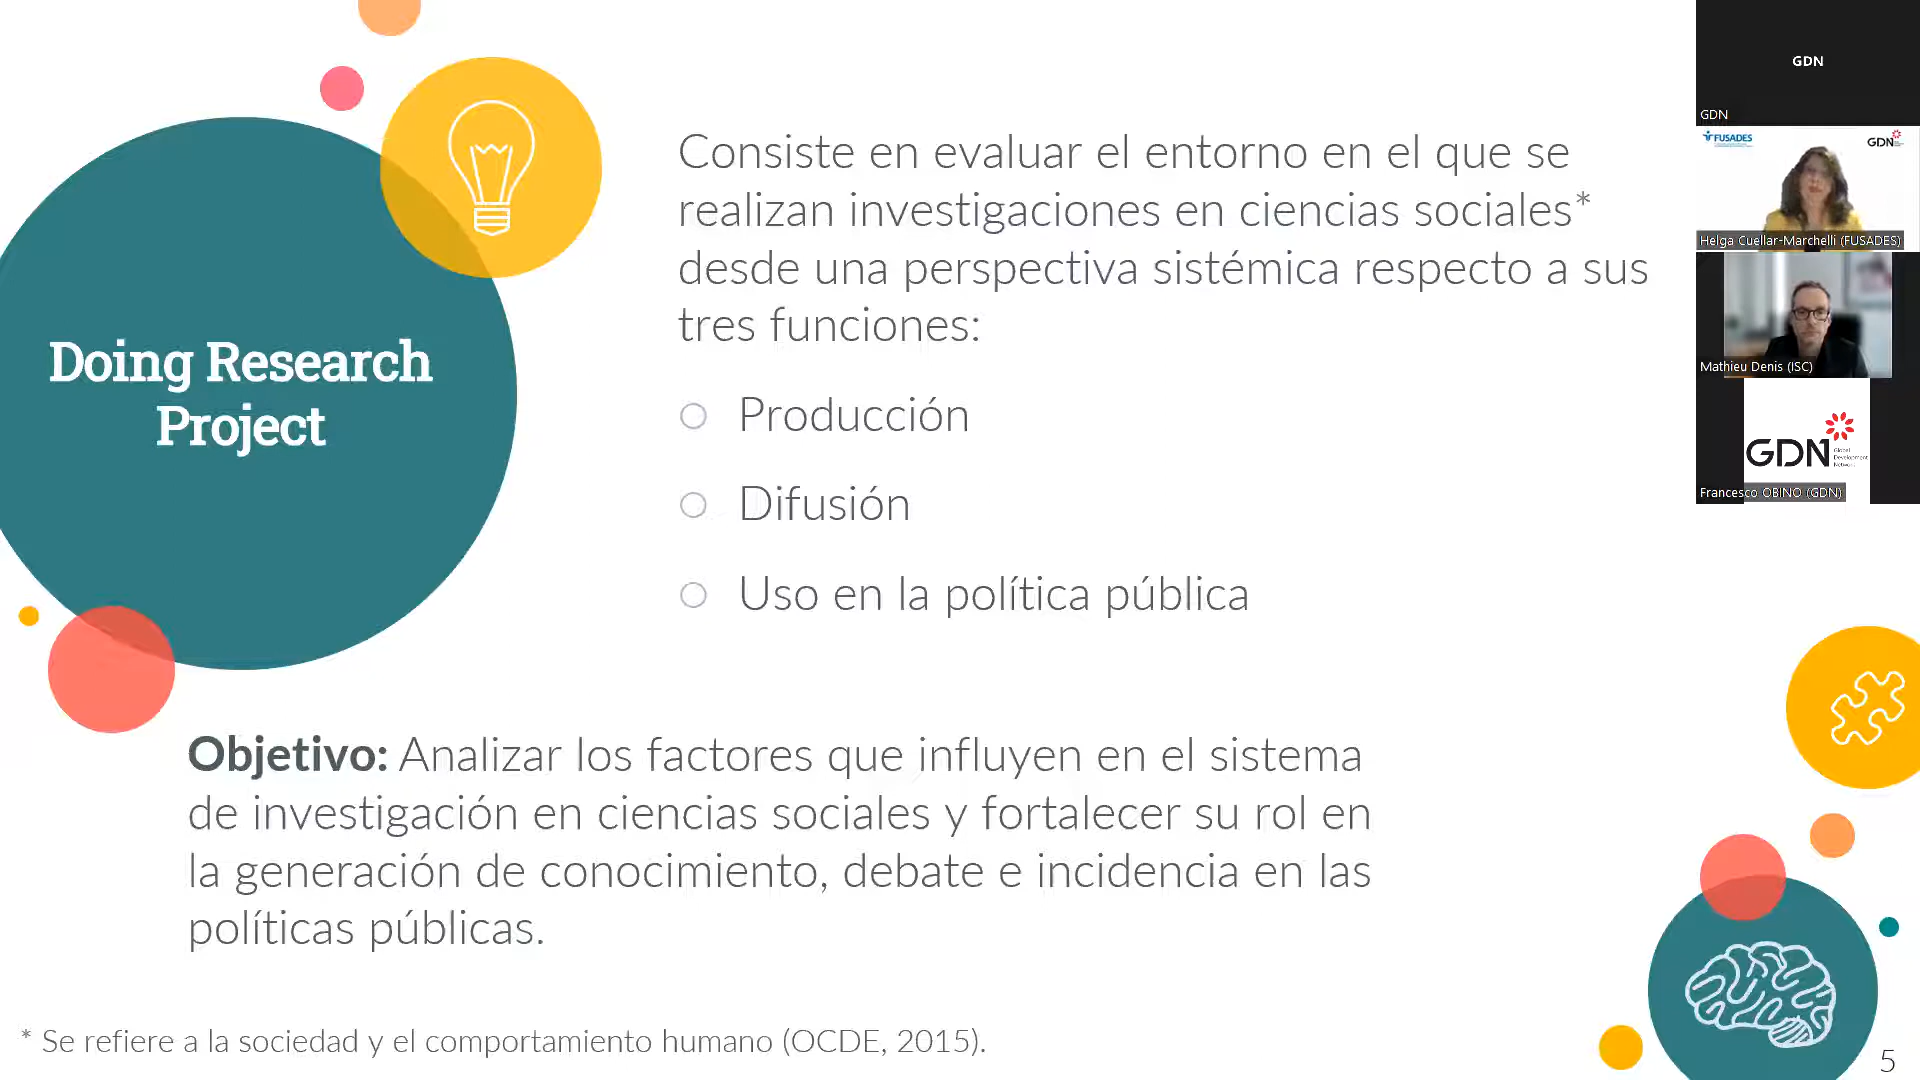 Doing Research
Project
Consiste en evaluar el entorno en el que se
realizan investigaciones en ciencias sociales*
desde una perspectiva sistémica respecto a sus
tres funciones:
Producción
Difusión
Uso en la política pública
Objetivo: Analizar los factores que influyen en el sistema
de investigación en ciencias sociales y fortalecer su rol en
la generación de conocimiento, debate e incidencia en las
políticas públicas.
* Se refiere a la sociedad y el comportamiento humano (OCDE, 2015).
5
GDN
GDN
FUSADES
GDN
Helga Cuellar-Marchelli (FUSADES)
Mathieu Denis (ISC)
GDN
Global
Development
Network
Francesco OBINO (GDN)